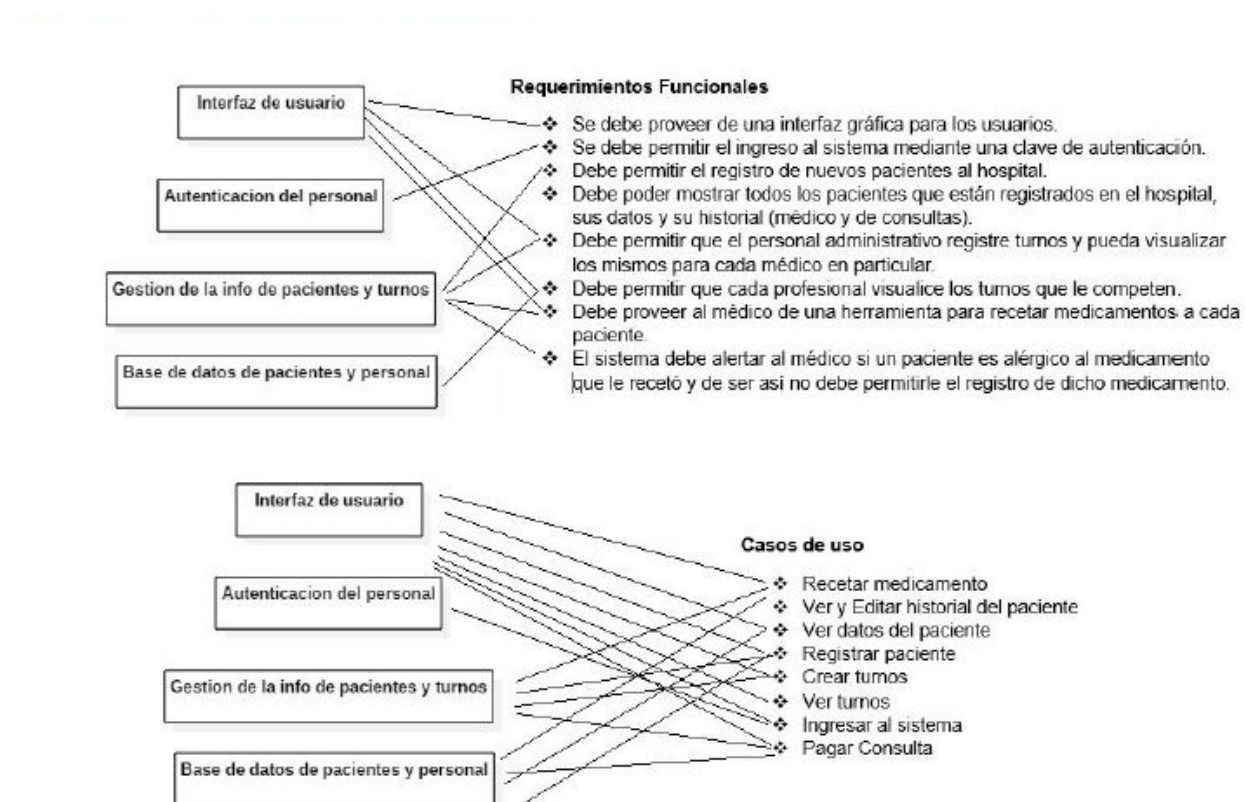 Requerimientos Funcionales
Interfaz de usuario
Autenticacion del personal
Gestion de la info de pacientes y turnos
Base de datos de pacientes y personal
❖ Se debe proveer de una interfaz gráfica para los usuarios.
❖ Se debe permitir el ingreso al sistema mediante una clave de autenticación.
❖ Debe permitir el registro de nuevos pacientes al hospital.
❖ Debe poder mostrar todos los pacientes que están registrados en el hospital,
sus datos y su historial (médico y de consultas).
❖ Debe permitir que el personal administrativo registre turnos y pueda visualizar
los mismos para cada médico en particular.
❖ Debe permitir que cada profesional visualice los turnos que le competen.
❖ Debe proveer al médico de una herramienta para recetar medicamentos a cada
paciente.
❖ El sistema debe alertar al médico si un paciente es alérgico al medicamento
que le recetó y de ser así no debe permitirle el registro de dicho medicamento.
Interfaz de usuario
Autenticacion del personal
Gestion de la info de pacientes y turnos
Base de datos de pacientes y personal
Casos de uso
❖ Recetar medicamento
❖ Ver y Editar historial del paciente
❖ Ver datos del paciente
❖ Registrar paciente
❖ Crear turnos
❖ Ver turnos
❖ Ingresar al sistema
❖ Pagar Consulta